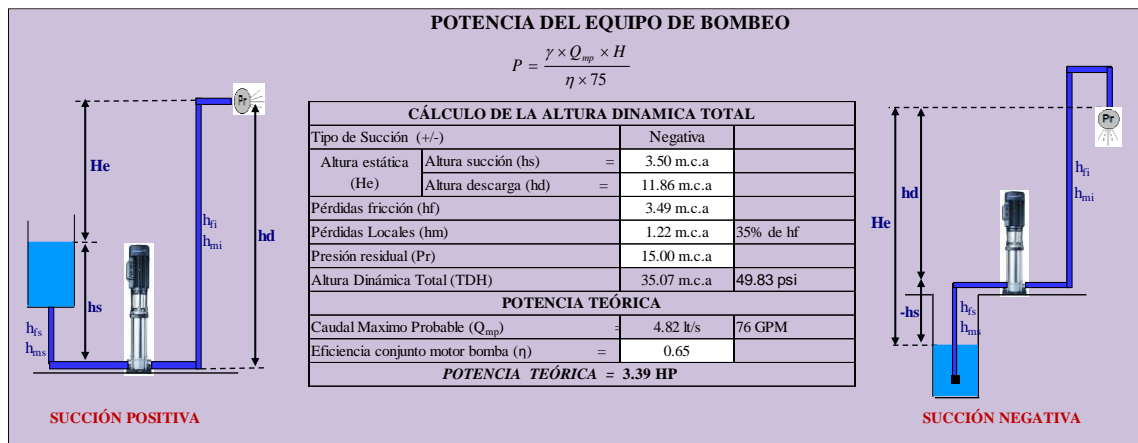 POTENCIA DEL EQUIPO DE BOMBEO
P = γ × Q_mp × H / η × 75
Pr
He
hd
h_fi
h_mi
hs
h_fs
h_ms
SUCCIÓN POSITIVA
CÁLCULO DE LA ALTURA DINAMICA TOTAL
Tipo de Succión (+/-) Negativa
Altura estática (He)
Altura succión (hs) = 3.50 m.c.a
Altura descarga (hd) = 11.86 m.c.a
Pérdidas fricción (hf) 3.49 m.c.a
Pérdidas Locales (hm) 1.22 m.c.a 35% de hf
Presión residual (Pr) 15.00 m.c.a
Altura Dinámica Total (TDH) 35.07 m.c.a 49.83 psi
POTENCIA TEÓRICA
Caudal Maximo Probable (Q_mp) = 4.82 lt/s 76 GPM
Eficiencia conjunto motor bomba (η) = 0.65
POTENCIA TEÓRICA = 3.39 HP
Pr
hd
h_fi
h_mi
He
-hs
h_fs
h_ms
SUCCIÓN NEGATIVA